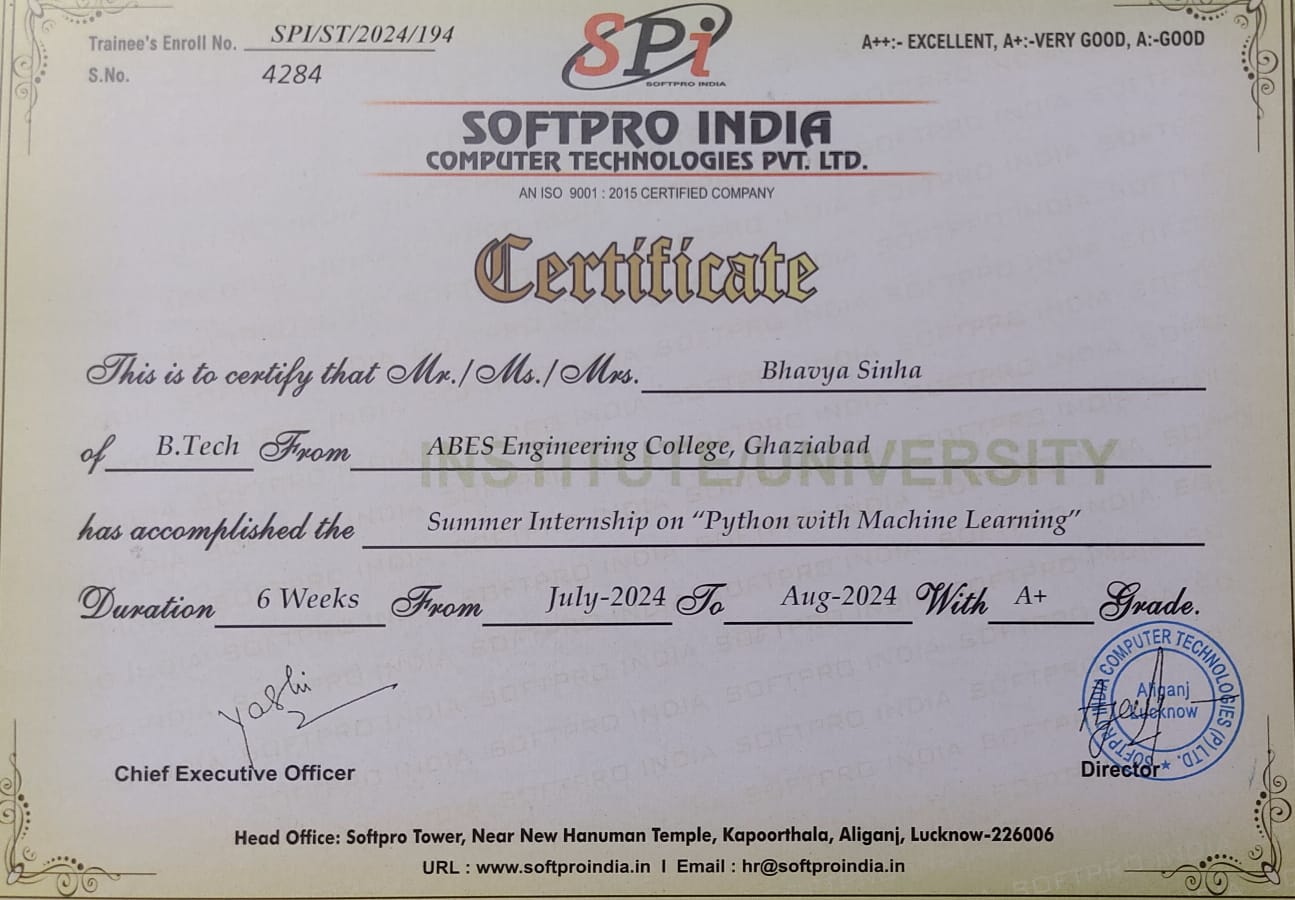 Trainee's Enroll No. SPI/ST/2024/194
S.No. 4284
SPi
SOFTPRO INDIA
A++:- EXCELLENT, A+:-VERY GOOD, A:-GOOD
SOFTPRO INDIA
COMPUTER TECHNOLOGIES PVT. LTD.
AN ISO 9001 : 2015 CERTIFIED COMPANY
Certificate
This is to certify that Mr./Ms./Mrs. Bhavya Sinha
of B.Tech From ABES Engineering College, Ghaziabad
INSTITUTE/UNIVERSITY
has accomplished the Summer Internship on “Python with Machine Learning”
Duration 6 Weeks From July-2024 To Aug-2024 With A+ Grade.
Yashi
Chief Executive Officer
SOFTPRO INDIA COMPUTER TECHNOLOGIES (P) LTD. ★
Aliganj
Lucknow
Director
Head Office: Softpro Tower, Near New Hanuman Temple, Kapoorthala, Aliganj, Lucknow-226006
URL : www.softproindia.in I Email : hr@softproindia.in